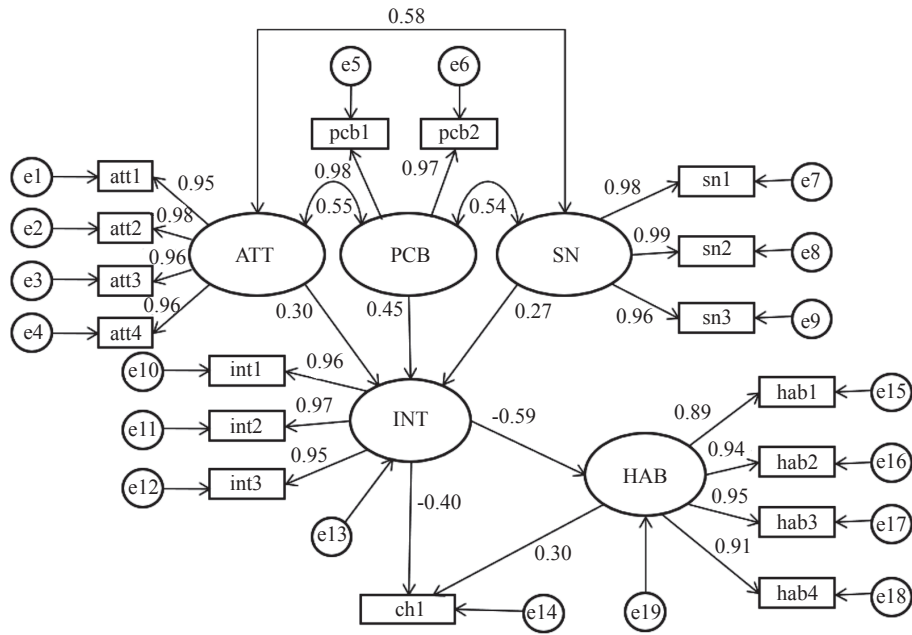 0.58
e5
e6
pcb1
pcb2
e1
att1
0.95
0.98
0.97
0.98
sn1
e7
e2
att2
0.98
0.55
0.54
ATT
PCB
SN
0.99
sn2
e8
e3
att3
0.96
e4
att4
0.96
0.30
0.45
0.27
0.96
sn3
e9
e10
int1
0.96
e11
int2
0.97
INT
-0.59
0.89
hab1
e15
e12
int3
0.95
0.94
hab2
e16
HAB
0.95
hab3
e17
e13
-0.40
0.30
0.91
hab4
e18
ch1
e14
e19